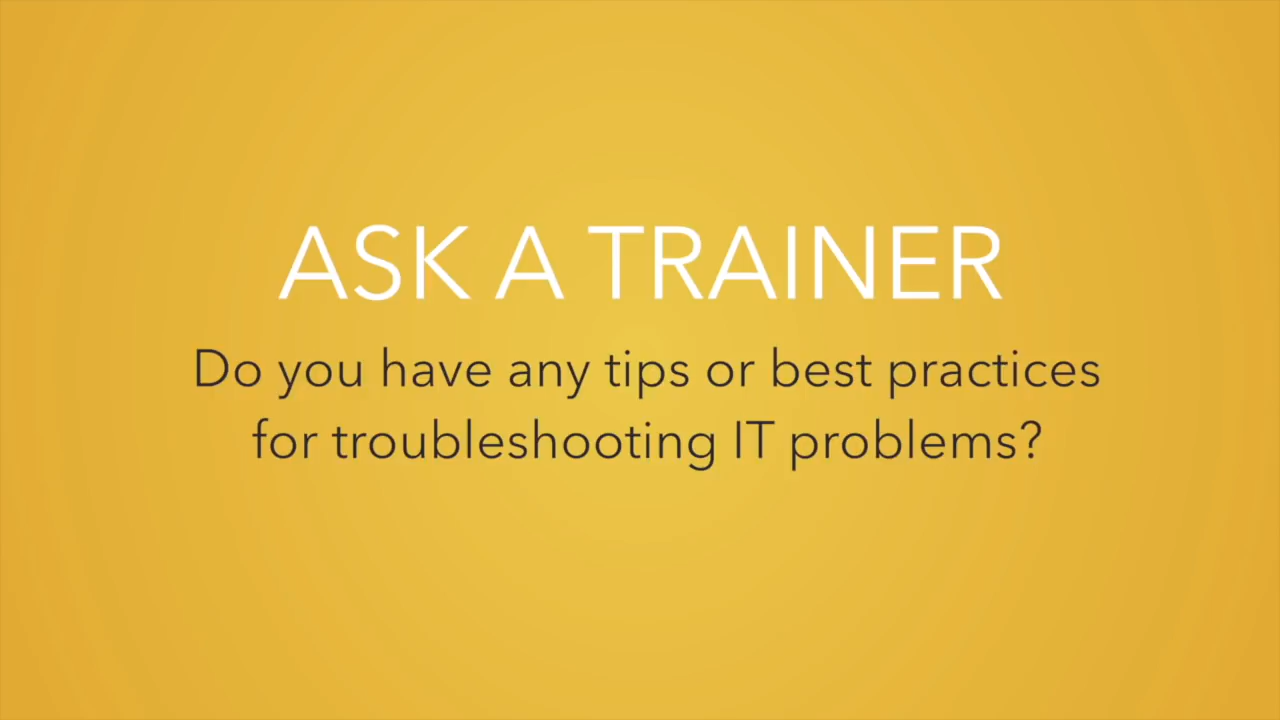 ASK A TRAINER
Do you have any tips or best practices
for troubleshooting IT problems?